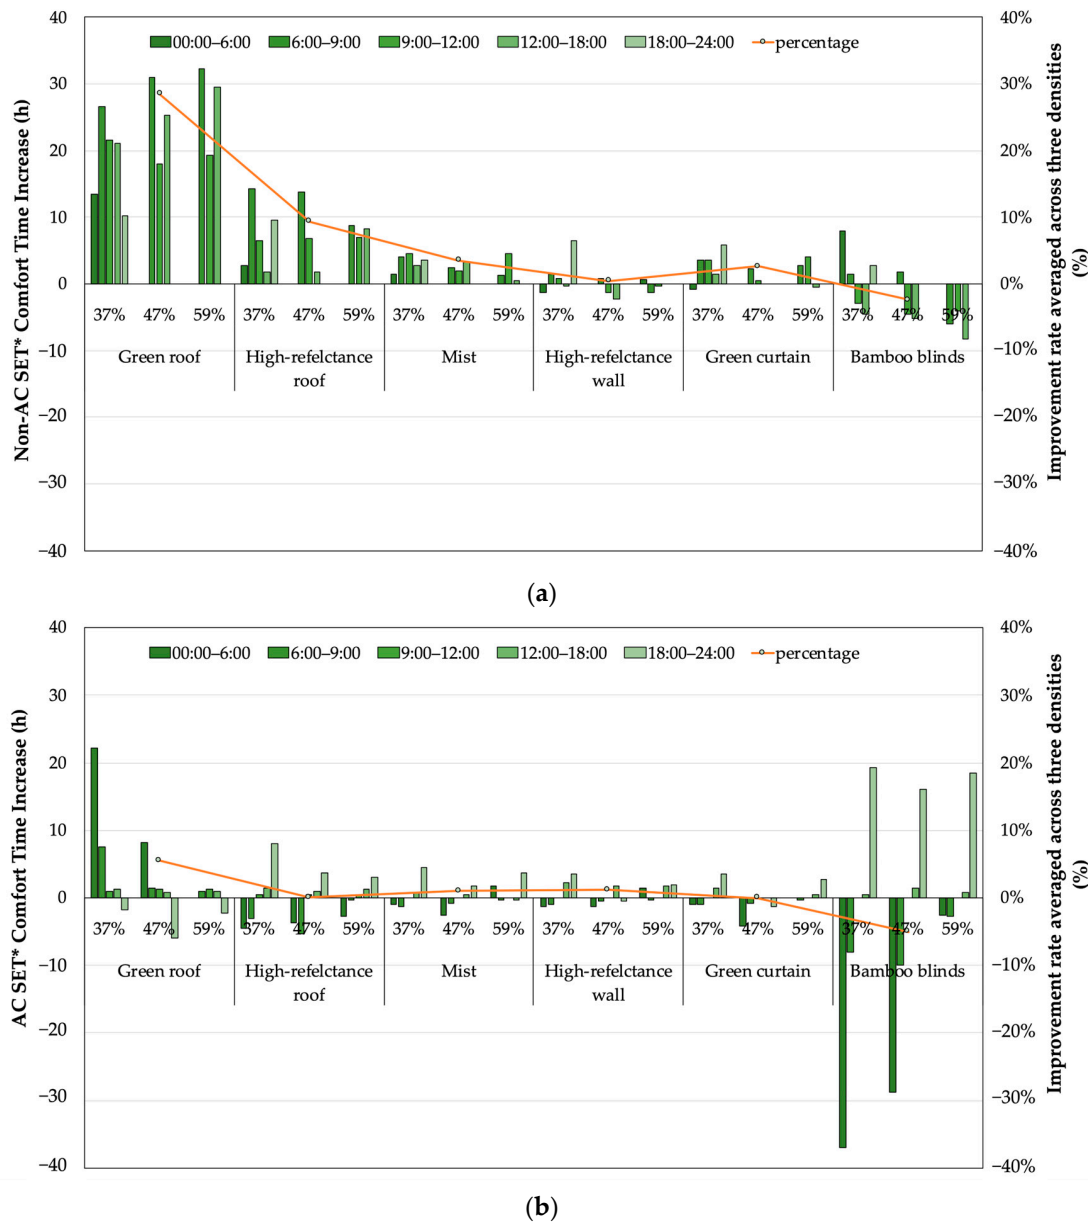 40
30
20
10
0
−10
−20
−30
−40
Non-AC SET* Comfort Time Increase (h)
00:00–6:00 6:00–9:00 9:00–12:00 12:00–18:00 18:00–24:00 percentage
37% 47% 59% 37% 47% 59% 37% 47% 59% 37% 47% 59% 37% 47% 59% 37% 47% 59%
Green roof High-refelctance Mist High-refelctance Green curtain Bamboo blinds
roof wall
40%
30%
20%
10%
0%
−10%
−20%
−30%
−40%
Improvement rate averaged across three densities
(%)
(a)
40
30
20
10
0
−10
−20
−30
−40
AC SET* Comfort Time Increase (h)
00:00–6:00 6:00–9:00 9:00–12:00 12:00–18:00 18:00–24:00 percentage
37% 47% 59% 37% 47% 59% 37% 47% 59% 37% 47% 59% 37% 47% 59% 37% 47% 59%
Green roof High-refelctance Mist High-refelctance Green curtain Bamboo blinds
roof wall
40%
30%
20%
10%
0%
−10%
−20%
−30%
−40%
Improvement rate averaged across three densities
(%)
(b)